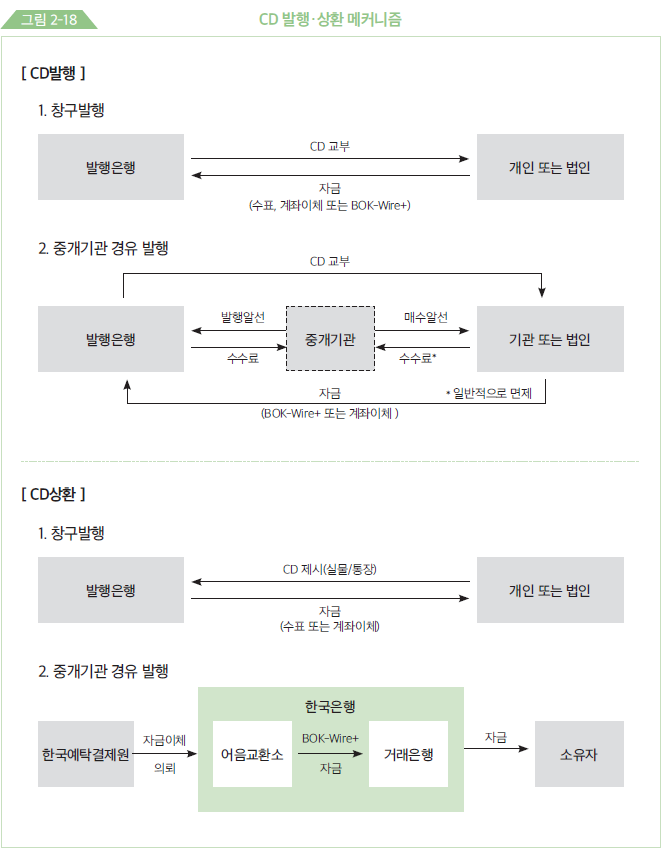 그림 2-18
CD 발행·상환 메커니즘
[ CD발행 ]
1. 창구발행
발행은행
CD 교부
자금
(수표, 계좌이체 또는 BOK-Wire+)
개인 또는 법인
2. 중개기관 경유 발행
CD 교부
발행은행
발행알선
수수료
중개기관
매수알선
수수료*
기관 또는 법인
자금
(BOK-Wire+ 또는 계좌이체 )
* 일반적으로 면제
[ CD상환 ]
1. 창구발행
발행은행
CD 제시(실물/통장)
자금
(수표 또는 계좌이체)
개인 또는 법인
2. 중개기관 경유 발행
한국은행
한국예탁결제원
자금이체
의뢰
어음교환소
BOK-Wire+
자금
거래은행
자금
소유자